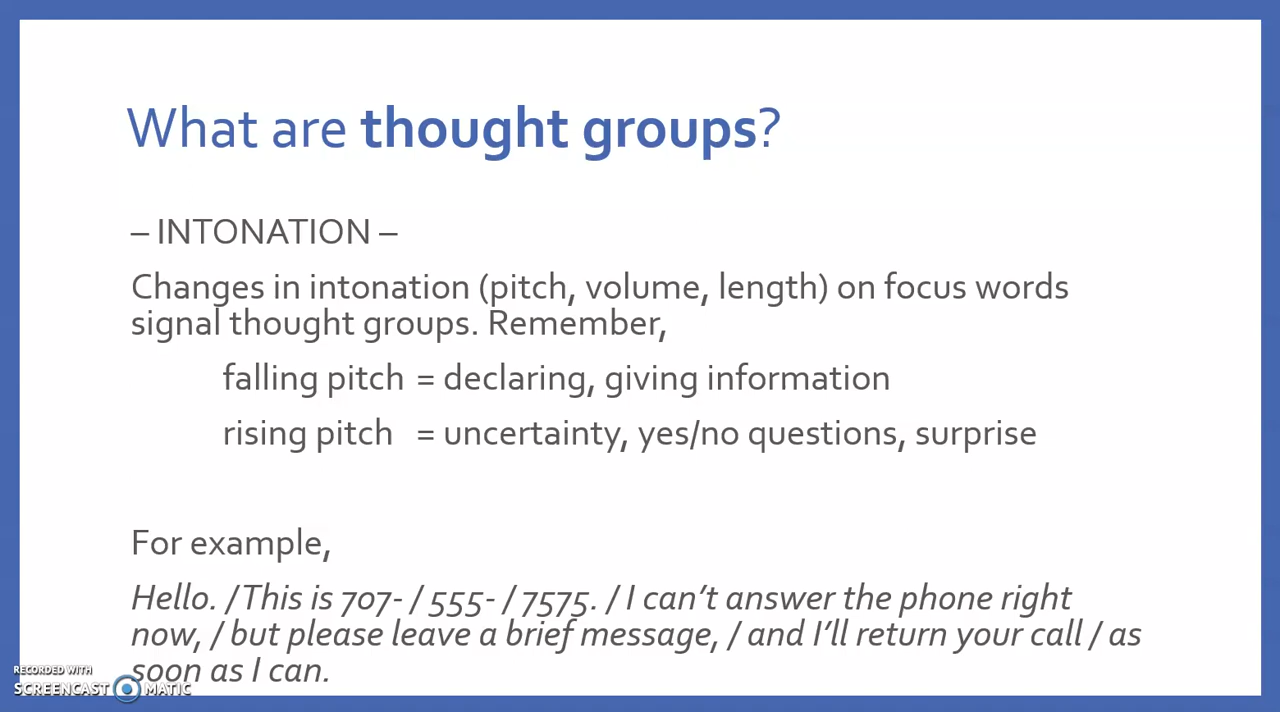 What are thought groups?
– INTONATION –
Changes in intonation (pitch, volume, length) on focus words
signal thought groups. Remember,
falling pitch = declaring, giving information
rising pitch = uncertainty, yes/no questions, surprise
For example,
Hello. / This is 707- / 555- / 7575. / I can’t answer the phone right
now, / but please leave a brief message, / and I’ll return your call / as
soon as I can.
RECORDED WITH
SCREENCAST MATIC